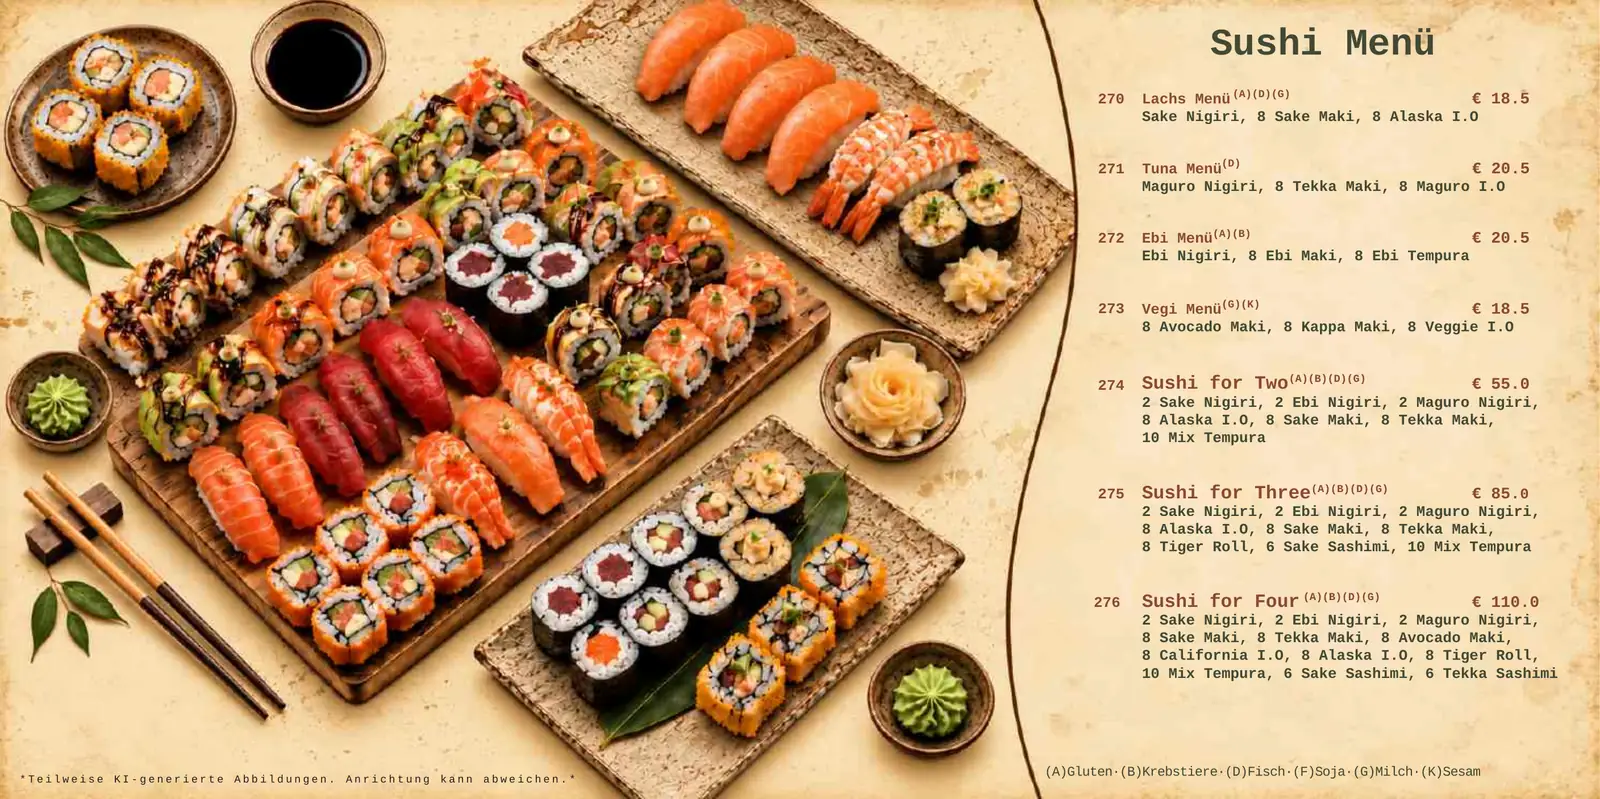 Sushi Menü
270 Lachs Menü(A)(D)(G) € 18.5
Sake Nigiri, 8 Sake Maki, 8 Alaska I.O
271 Tuna Menü(D) € 20.5
Maguro Nigiri, 8 Tekka Maki, 8 Maguro I.O
272 Ebi Menü(A)(B) € 20.5
Ebi Nigiri, 8 Ebi Maki, 8 Ebi Tempura
273 Vegi Menü(G)(K) € 18.5
8 Avocado Maki, 8 Kappa Maki, 8 Veggie I.O
274 Sushi for Two(A)(B)(D)(G) € 55.0
2 Sake Nigiri, 2 Ebi Nigiri, 2 Maguro Nigiri,
8 Alaska I.O, 8 Sake Maki, 8 Tekka Maki,
10 Mix Tempura
275 Sushi for Three(A)(B)(D)(G) € 85.0
2 Sake Nigiri, 2 Ebi Nigiri, 2 Maguro Nigiri,
8 Alaska I.O, 8 Sake Maki, 8 Tekka Maki,
8 Tiger Roll, 6 Sake Sashimi, 10 Mix Tempura
276 Sushi for Four(A)(B)(D)(G) € 110.0
2 Sake Nigiri, 2 Ebi Nigiri, 2 Maguro Nigiri,
8 Sake Maki, 8 Tekka Maki, 8 Avocado Maki,
8 California I.O, 8 Alaska I.O, 8 Tiger Roll,
10 Mix Tempura, 6 Sake Sashimi, 6 Tekka Sashimi
*Teilweise KI-generierte Abbildungen. Anrichtung kann abweichen.*
(A)Gluten·(B)Krebstiere·(D)Fisch·(F)Soja·(G)Milch·(K)Sesam